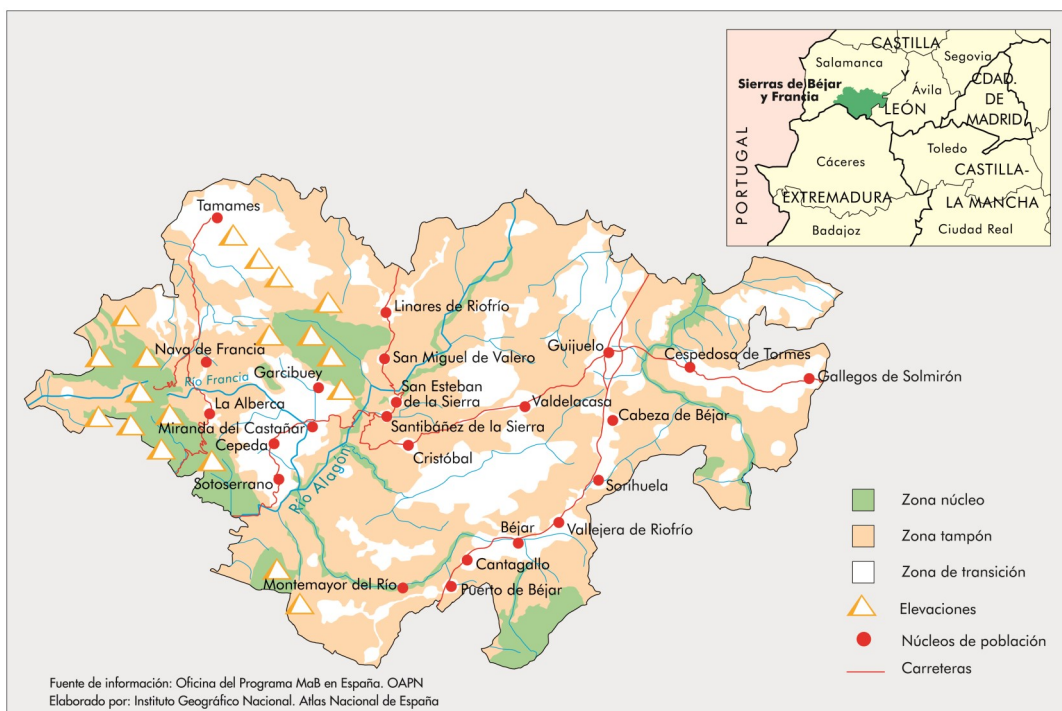 CASTILLA
Y
LEÓN
Salamanca
Segovia
Ávila
Sierras de Béjar
y Francia
CDAD.
DE
MADRID
PORTUGAL
Cáceres
Toledo
CASTILLA-
LA MANCHA
EXTREMADURA
Badajoz
Ciudad Real
Tamames
Linares de Riofrío
Nava de Francia
San Miguel de Valero
Guijuelo
Cespedosa de Tormes
Gallegos de Solmirón
Río Francia
Garcibuey
San Esteban
de la Sierra
Valdelacasa
La Alberca
Santibáñez de la Sierra
Cabeza de Béjar
Miranda del Castañar
Cepeda
Cristóbal
Sotoserrano
Río Alagón
Sorihuela
Vallejera de Riofrío
Béjar
Cantagallo
Montemayor del Río
Puerto de Béjar
Zona núcleo
Zona tampón
Zona de transición
Elevaciones
Núcleos de población
Carreteras
Fuente de información: Oficina del Programa MaB en España. OAPN
Elaborado por: Instituto Geográfico Nacional. Atlas Nacional de España